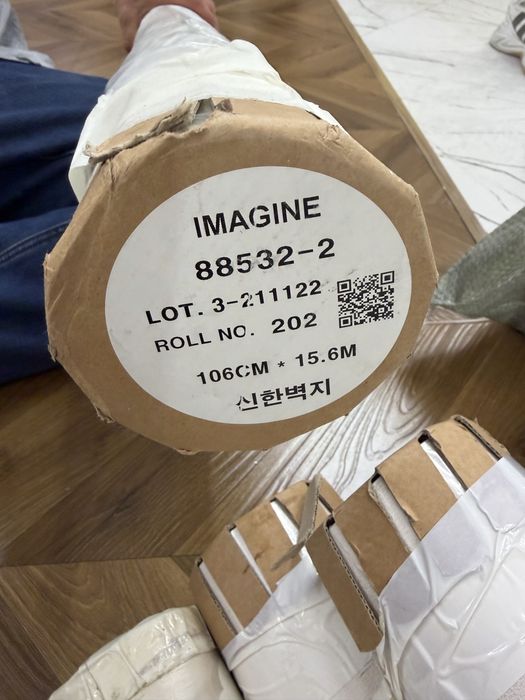 IMAGINE
88532-2
LOT. 3-211122
ROLL NO. 202
106CM * 15.6M
신한벽지